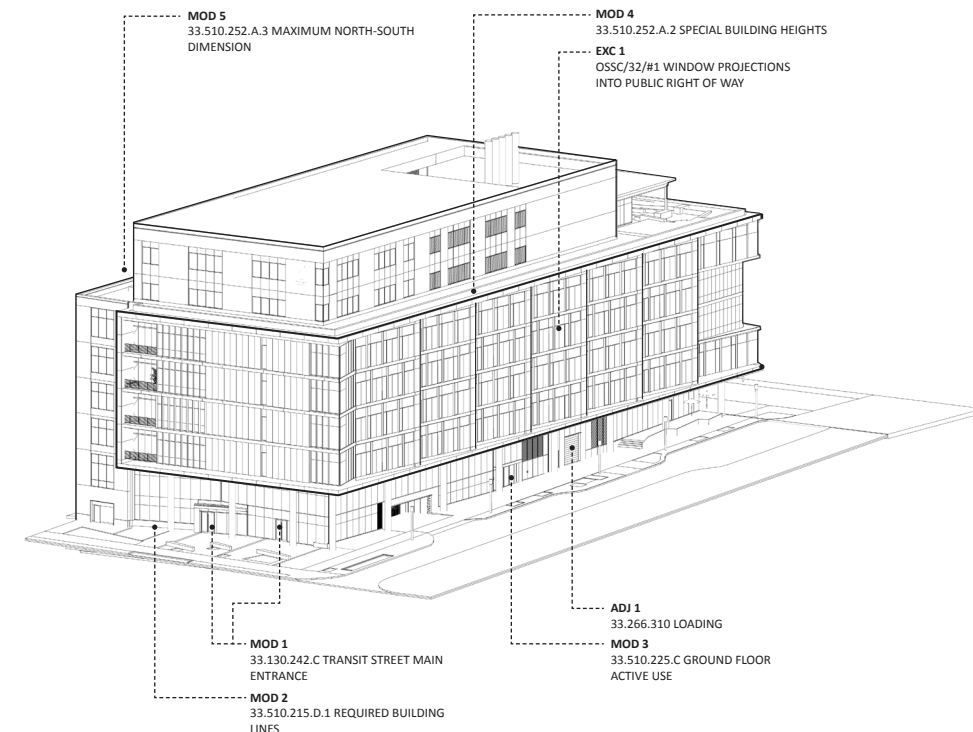 MOD 5
33.510.252.A.3 MAXIMUM NORTH-SOUTH
DIMENSION
MOD 4
33.510.252.A.2 SPECIAL BUILDING HEIGHTS
EXC 1
OSSC/32/#1 WINDOW PROJECTIONS
INTO PUBLIC RIGHT OF WAY
ADJ 1
33.266.310 LOADING
MOD 1
33.130.242.C TRANSIT STREET MAIN
ENTRANCE
MOD 3
33.510.225.C GROUND FLOOR
ACTIVE USE
MOD 2
33.510.215.D.1 REQUIRED BUILDING
LINES